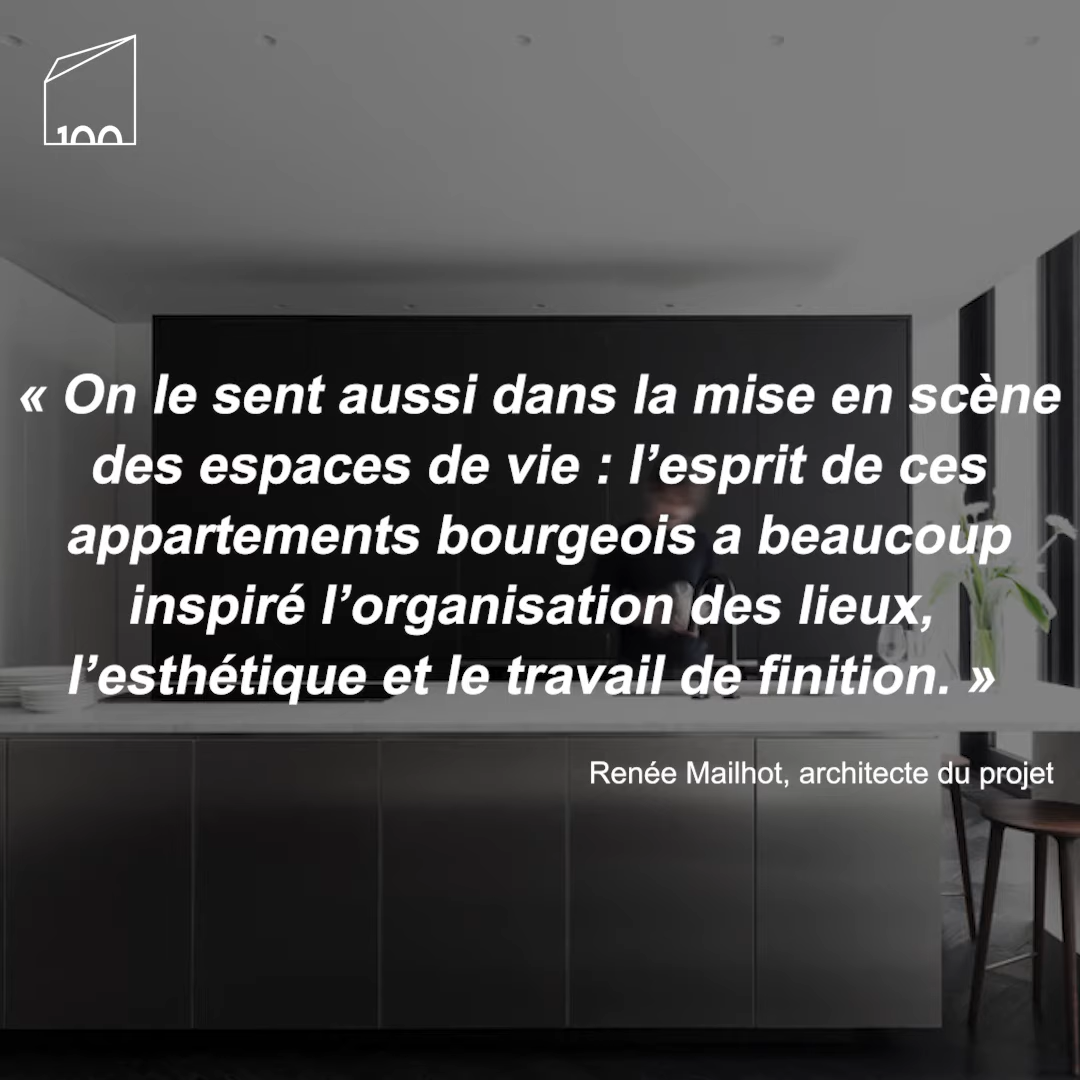 100
« On le sent aussi dans la mise en scène
des espaces de vie : l’esprit de ces
appartements bourgeois a beaucoup
inspiré l’organisation des lieux,
l’esthétique et le travail de finition. »
Renée Mailhot, architecte du projet